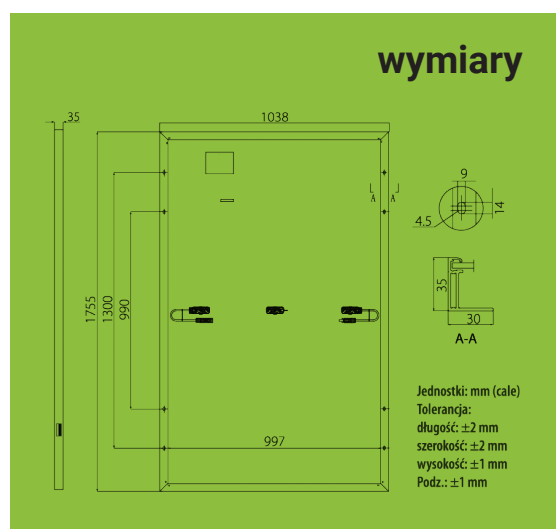 wymiary
35
1038
9
A A
4.5
14
1755
1300
990
35
30
A-A
997
Jednostki: mm (cale)
Tolerancja:
długość: ±2 mm
szerokość: ±2 mm
wysokość: ±1 mm
Podz.: ±1 mm